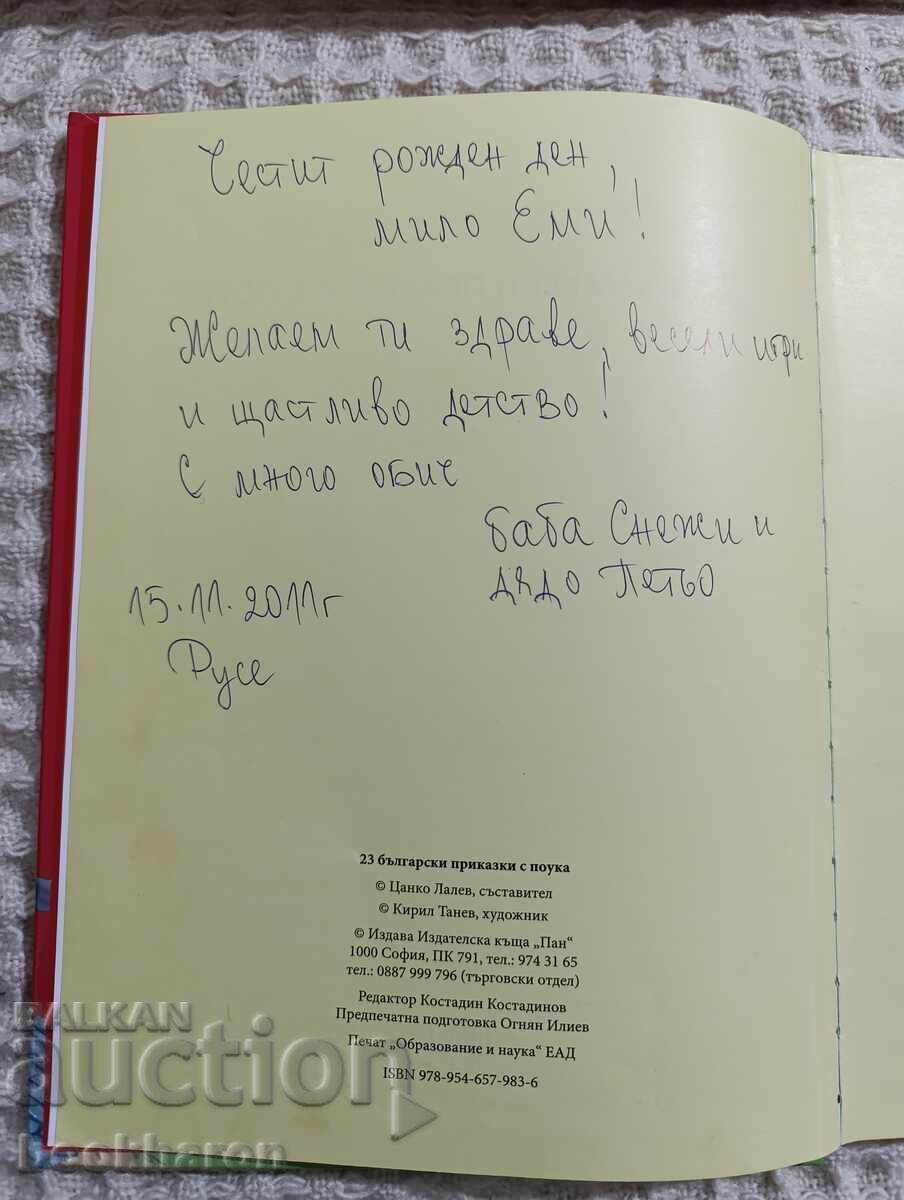 Честит рожден ден,
мило Еми!
Желаем ти здраве, весели игри
и щастливо детство!
С много обич
баба Снежи и
дядо Петьо
15.11.2011г
Русе
23 български приказки с поука
© Цанко Лалев, съставител
© Кирил Танев, художник
© Издава Издателска къща „Пан“
1000 София, ПК 791, тел.: 974 31 65
тел.: 0887 999 796 (търговски отдел)
Редактор Костадин Костадинов
Предпечатна подготовка Огнян Илиев
Печат „Образование и наука“ ЕАД
ISBN 978-954-657-983-6
BALKAN
auction
bookharon